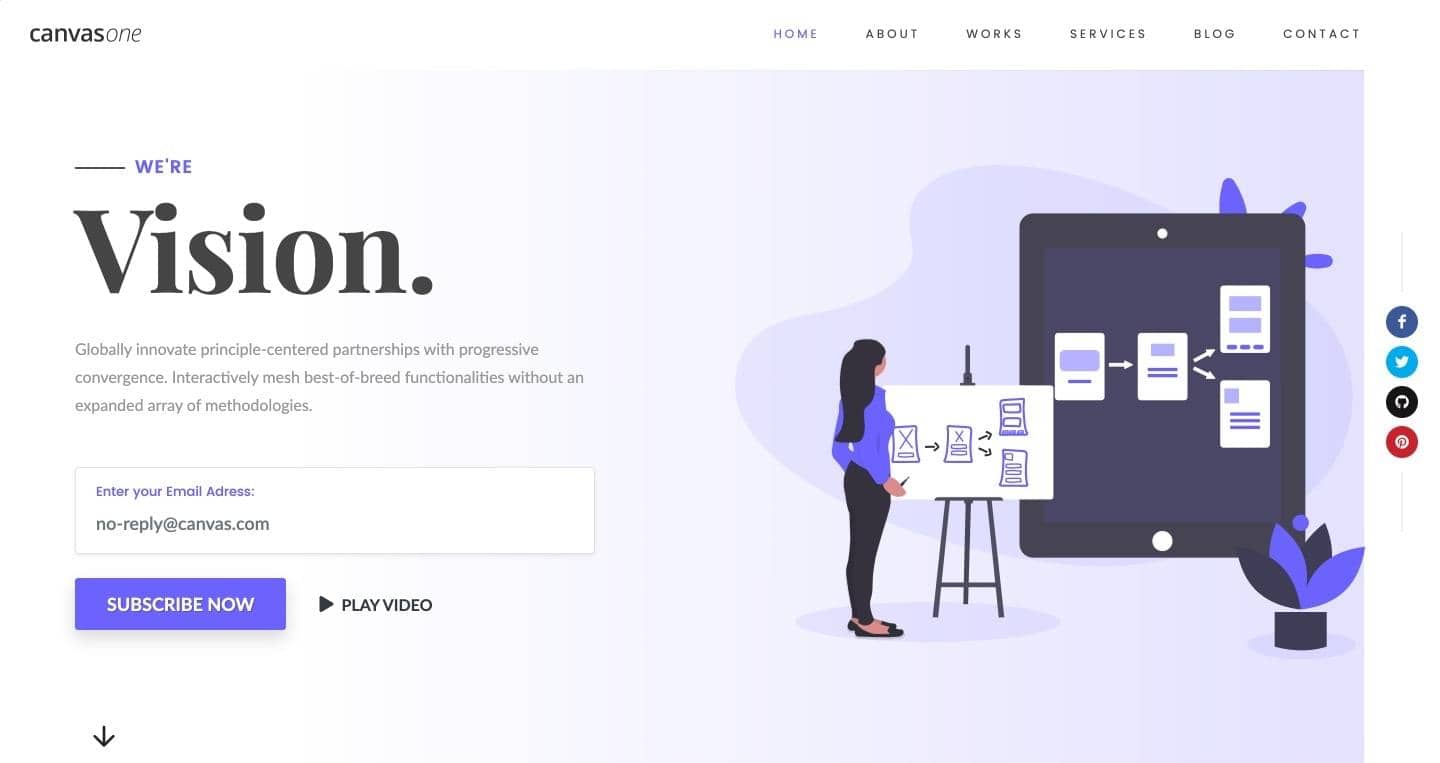 canvasone
HOME ABOUT WORKS SERVICES BLOG CONTACT
WE'RE
Vision.
Globally innovate principle-centered partnerships with progressive
convergence. Interactively mesh best-of-breed functionalities without an
expanded array of methodologies.
Enter your Email Adress:
no-reply@canvas.com
SUBSCRIBE NOW
PLAY VIDEO